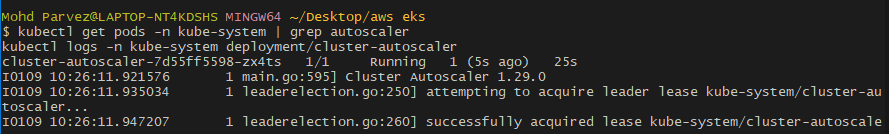 Mohd Parvez@LAPTOP-NT4KDSHS MINGW64 ~/Desktop/aws eks
$ kubectl get pods -n kube-system | grep autoscaler
kubectl logs -n kube-system deployment/cluster-autoscaler
cluster-autoscaler-7d55ff5598-zx4ts   1/1     Running   1 (5s ago)   25s
I0109 10:26:11.921576       1 main.go:595] Cluster Autoscaler 1.29.0
I0109 10:26:11.935034       1 leaderelection.go:250] attempting to acquire leader lease kube-system/cluster-au
toscaler...
I0109 10:26:11.947207       1 leaderelection.go:260] successfully acquired lease kube-system/cluster-autoscale